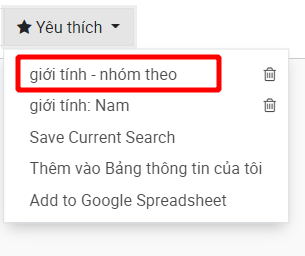 Yêu thích
giới tính - nhóm theo
giới tính: Nam
Save Current Search
Thêm vào Bảng thông tin của tôi
Add to Google Spreadsheet